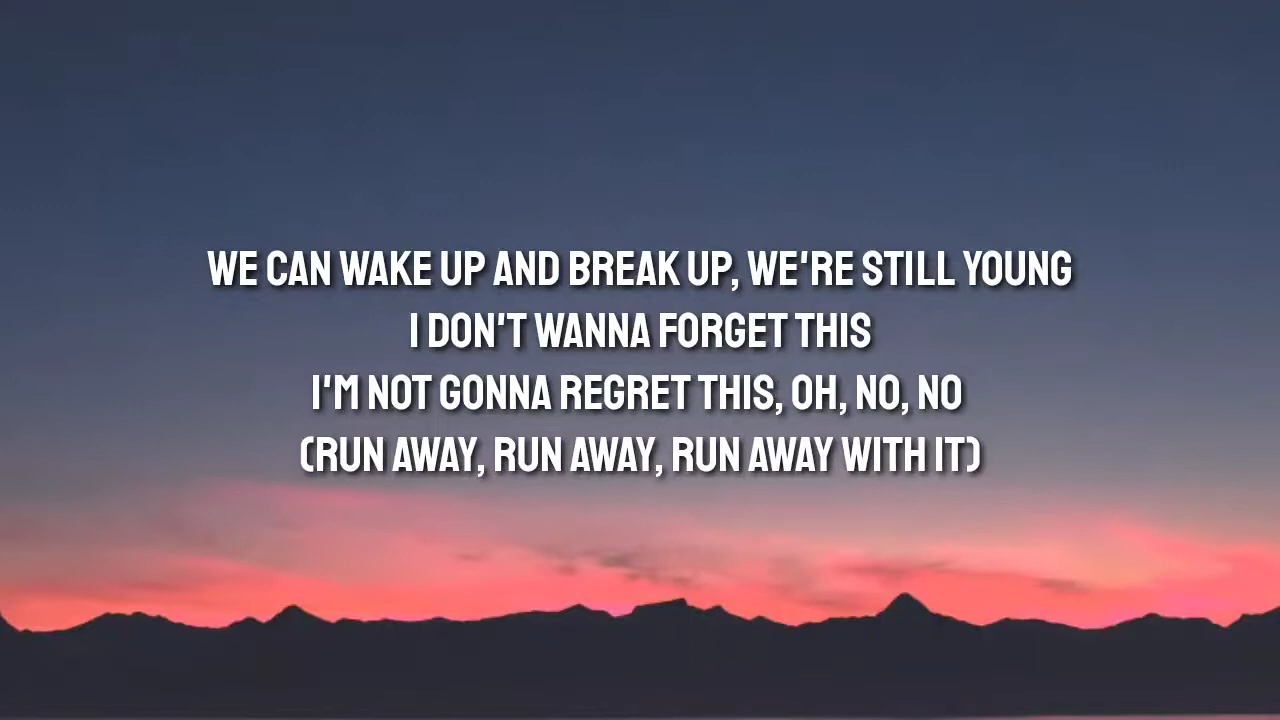 WE CAN WAKE UP AND BREAK UP, WE'RE STILL YOUNG
I DON'T WANNA FORGET THIS
I'M NOT GONNA REGRET THIS, OH, NO, NO
(RUN AWAY, RUN AWAY, RUN AWAY WITH IT)